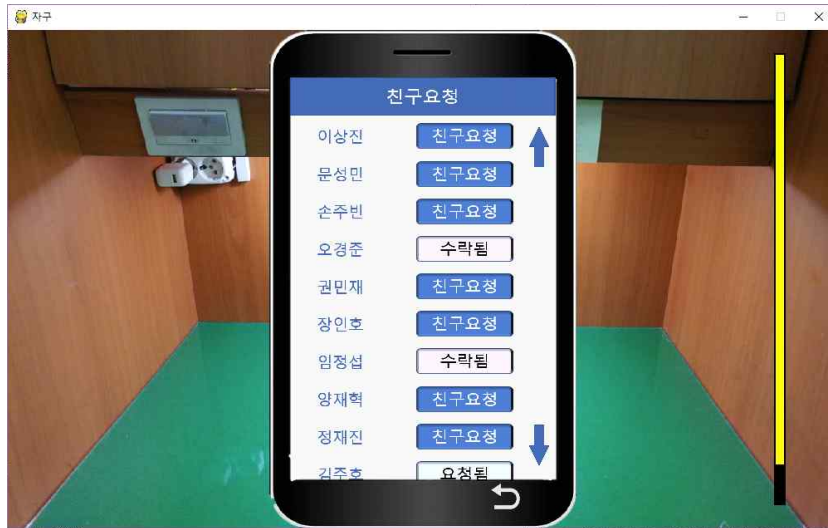 자구
친구요청
이상진 친구요청
문성민 친구요청
손주빈 친구요청
오경준 수락됨
권민재 친구요청
장인호 친구요청
임정섭 수락됨
양재혁 친구요청
정재진 친구요청
김주호 요청됨